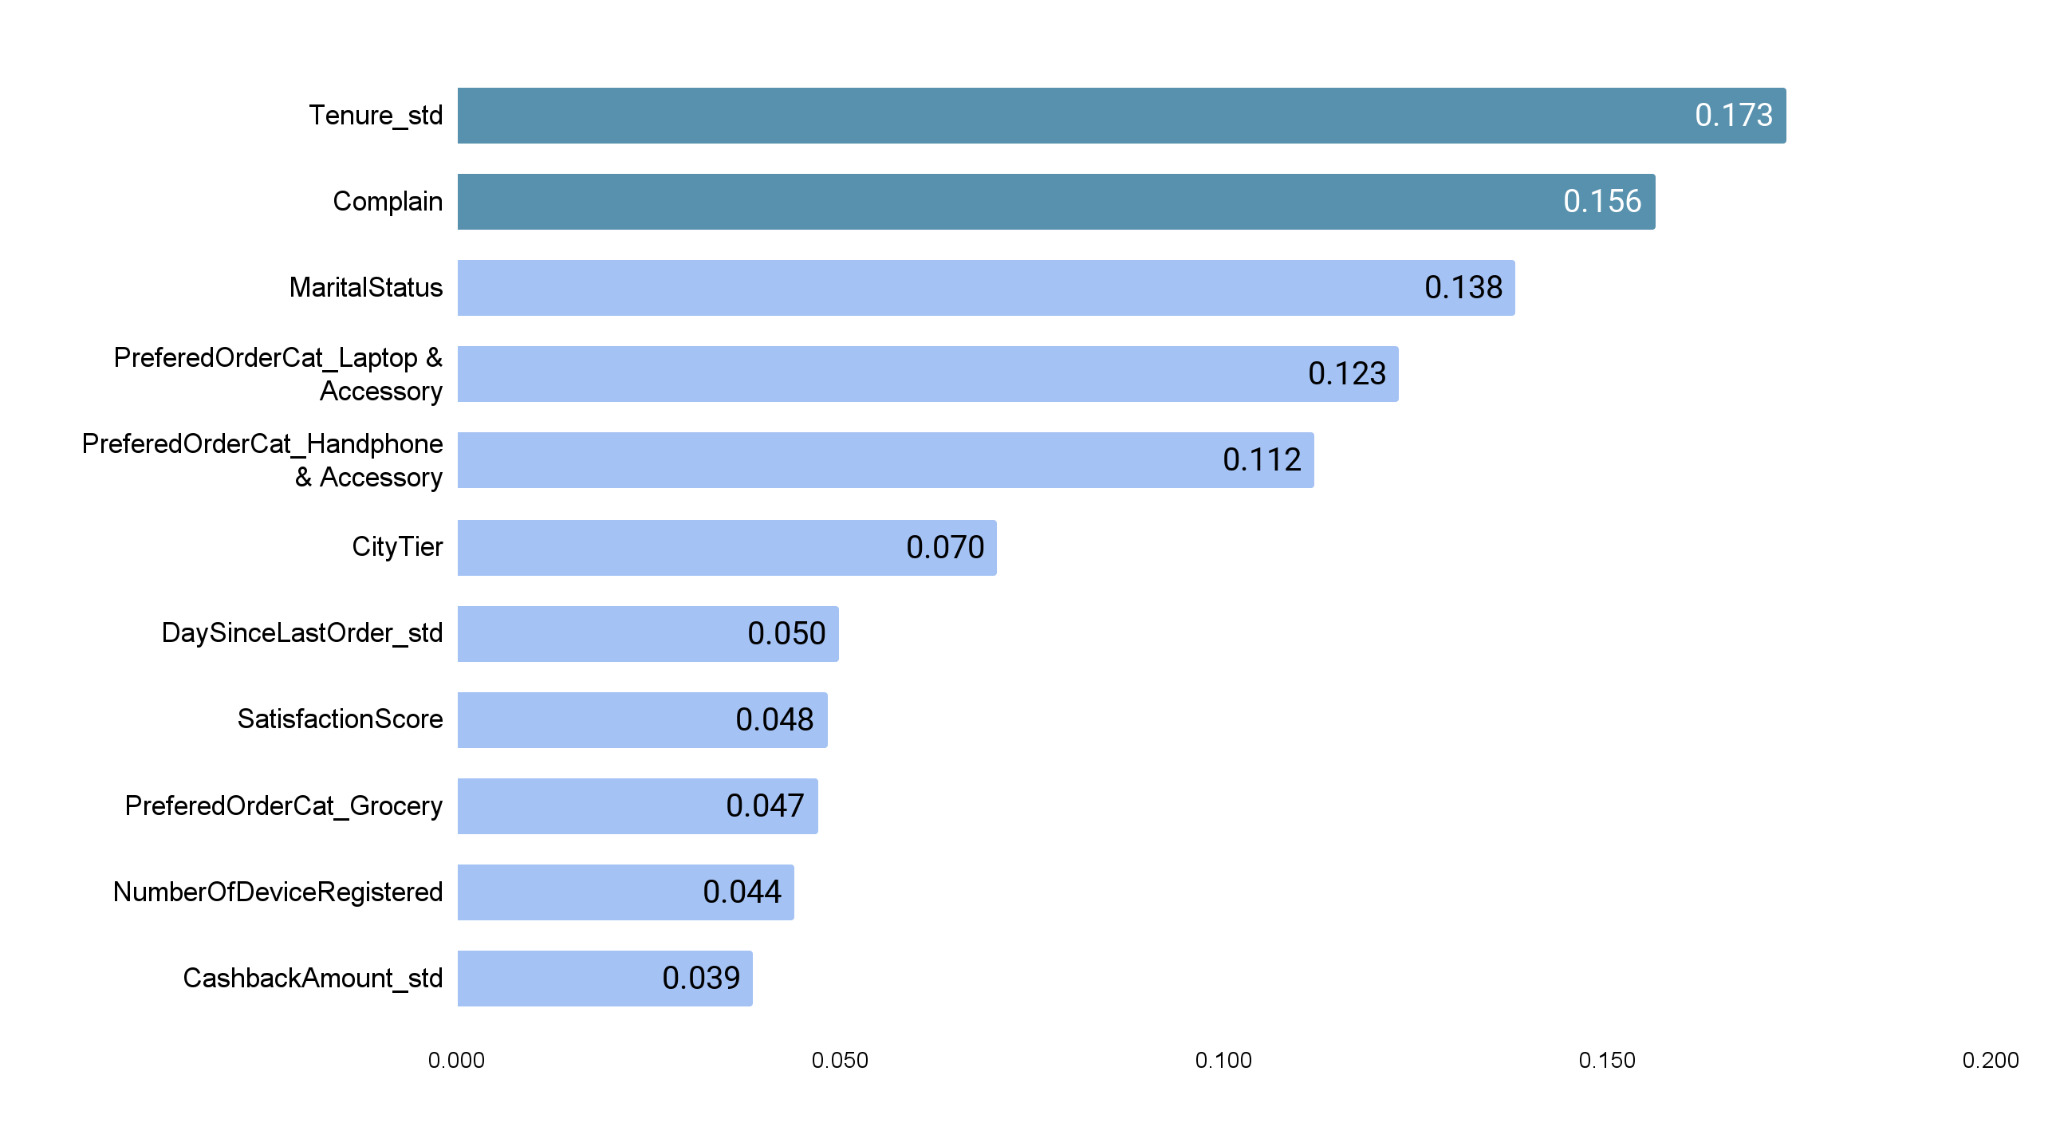 Tenure_std
0.173
Complain
0.156
MaritalStatus
0.138
PreferedOrderCat_Laptop &
Accessory
0.123
PreferedOrderCat_Handphone
& Accessory
0.112
CityTier
0.070
DaySinceLastOrder_std
0.050
SatisfactionScore
0.048
PreferedOrderCat_Grocery
0.047
NumberOfDeviceRegistered
0.044
CashbackAmount_std
0.039
0.000 0.050 0.100 0.150 0.200